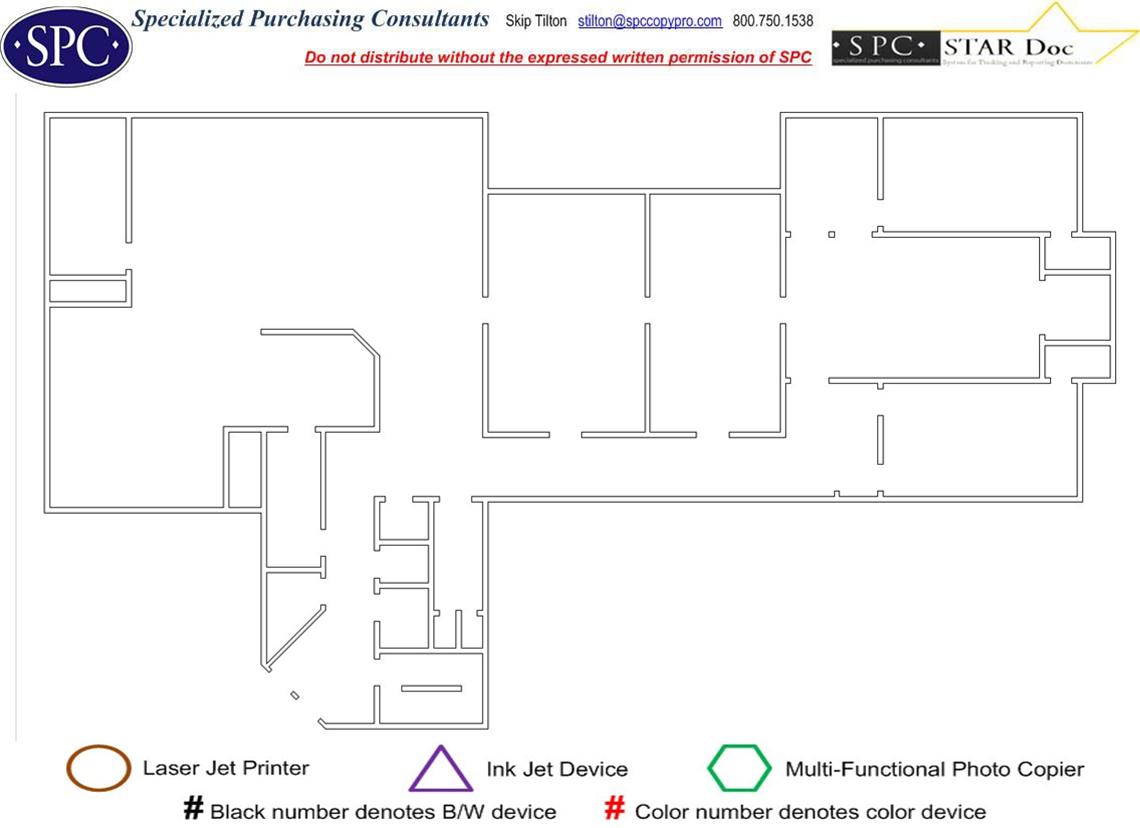 SPC
Specialized Purchasing Consultants Skip Tilton stilton@spccopypro.com 800.750.1538
Do not distribute without the expressed written permission of SPC
· S P C · STAR Doc
specialized purchasing consultants System for Tracking and Reporting Documents
Laser Jet Printer Ink Jet Device Multi-Functional Photo Copier
# Black number denotes B/W device # Color number denotes color device